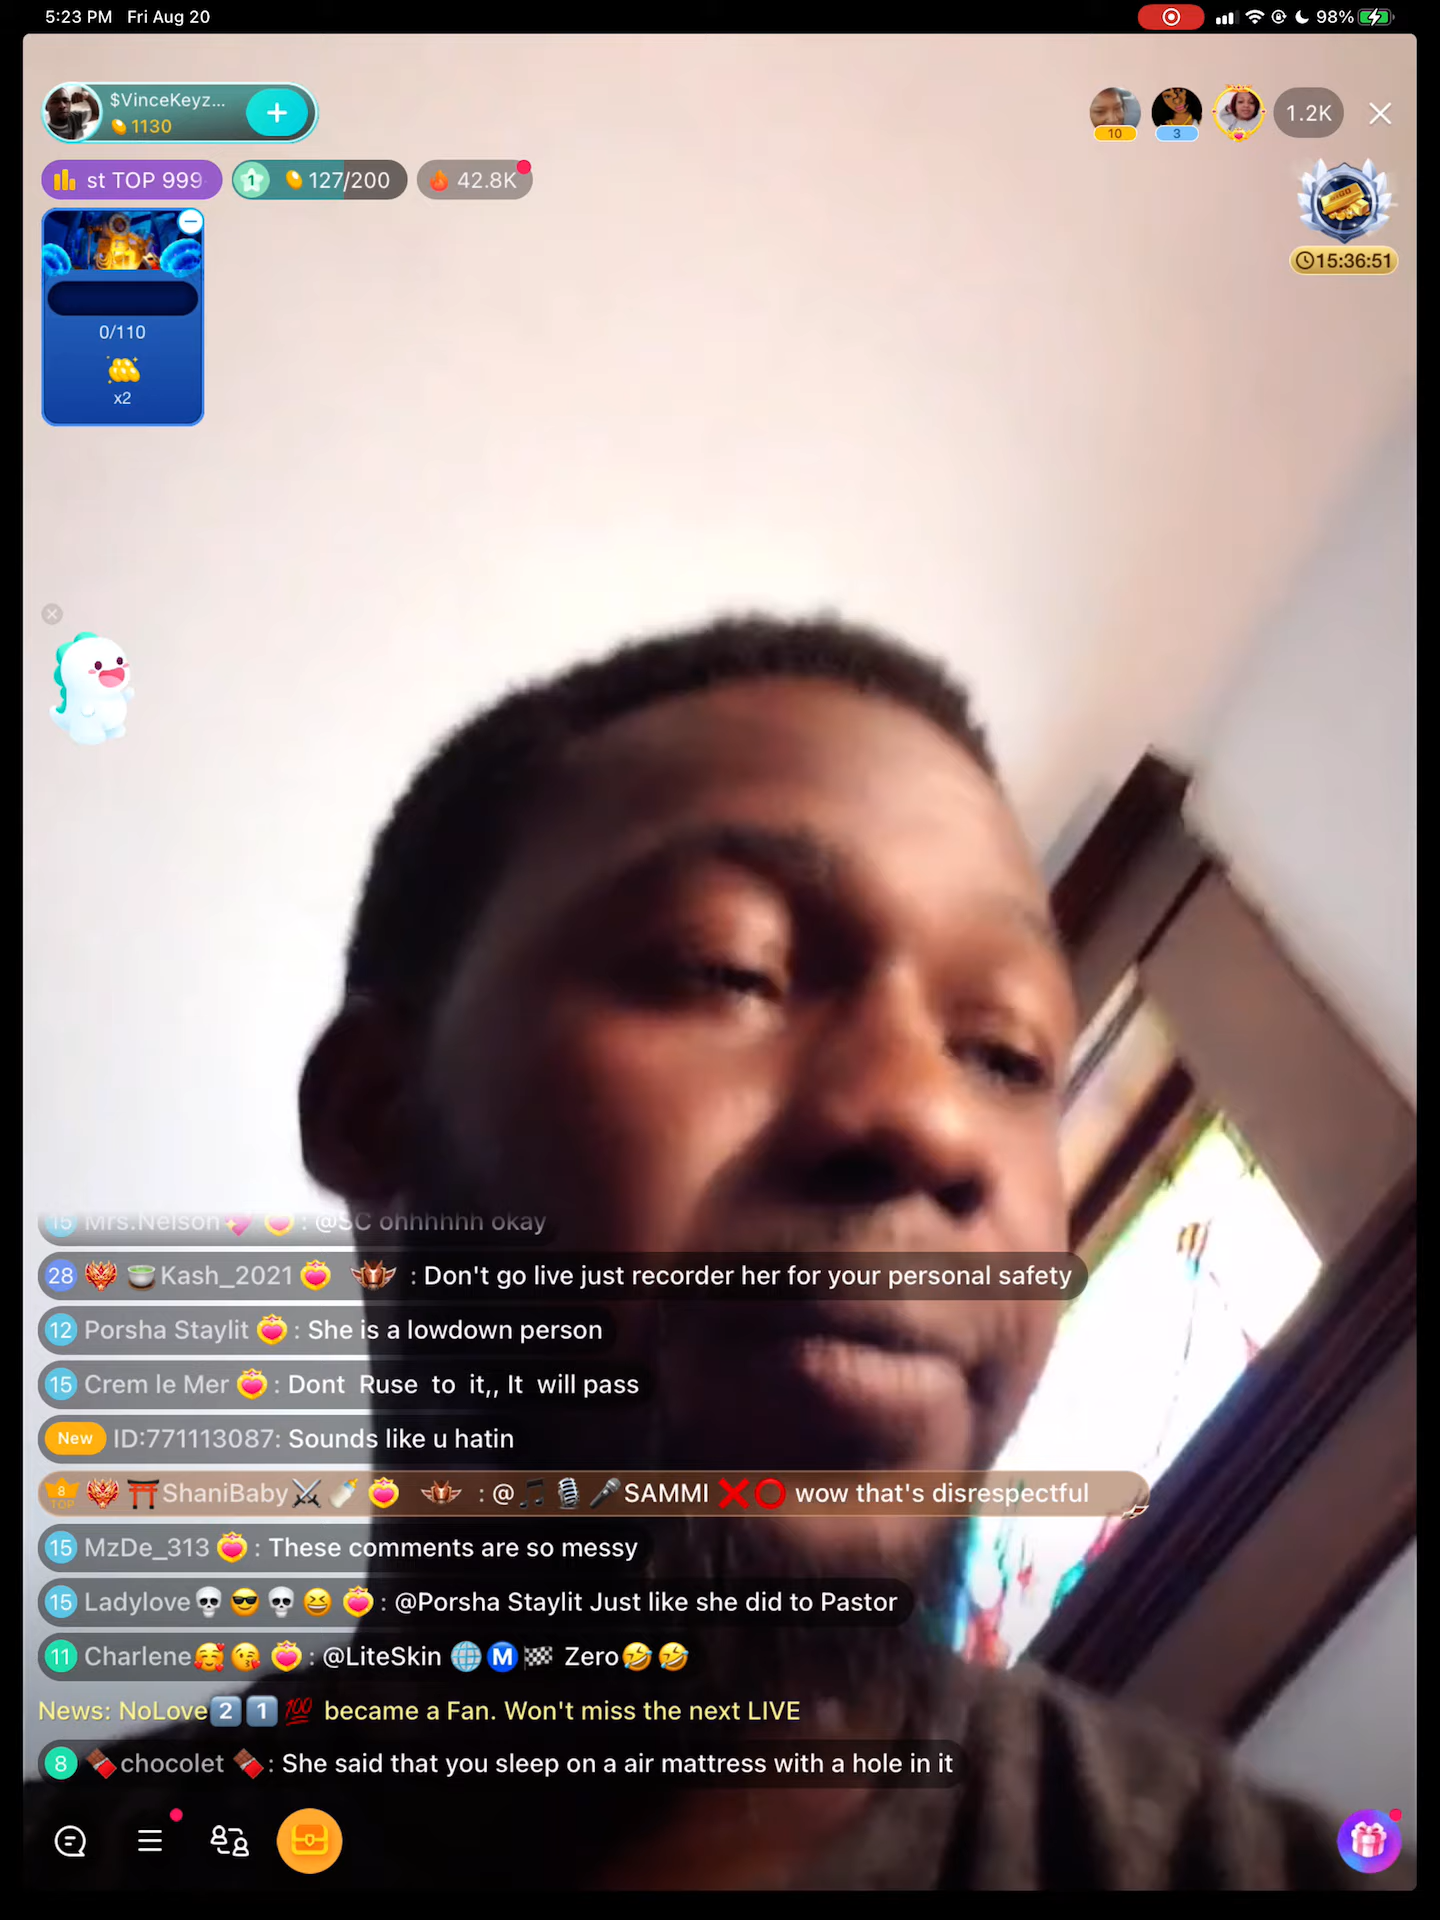 5:23 PM Fri Aug 20
98%
$VinceKeyz...
1130
10
3
1.2K
st TOP 999
1
127/200
42.8K
15:36:51
0/110
x2
15 Mrs.Nelson💖 : @SC ohhhhhh okay
28 🍵Kash_2021 : Don't go live just recorder her for your personal safety
12 Porsha Staylit : She is a lowdown person
15 Crem le Mer : Dont Ruse to it,, It will pass
New ID:771113087: Sounds like u hatin
8 TOP ⛩️ShaniBaby⚔️🍼 : @🎵🎙️🎤SAMMI ❌⭕ wow that's disrespectful
15 MzDe_313 : These comments are so messy
15 Ladylove💀😎💀😆 : @Porsha Staylit Just like she did to Pastor
11 Charlene🥰😘 : @LiteSkin 🌐Ⓜ️🏁 Zero🤣🤣
News: NoLove2️⃣1️⃣💯 became a Fan. Won't miss the next LIVE
8 🍫chocolet 🍫: She said that you sleep on a air mattress with a hole in it